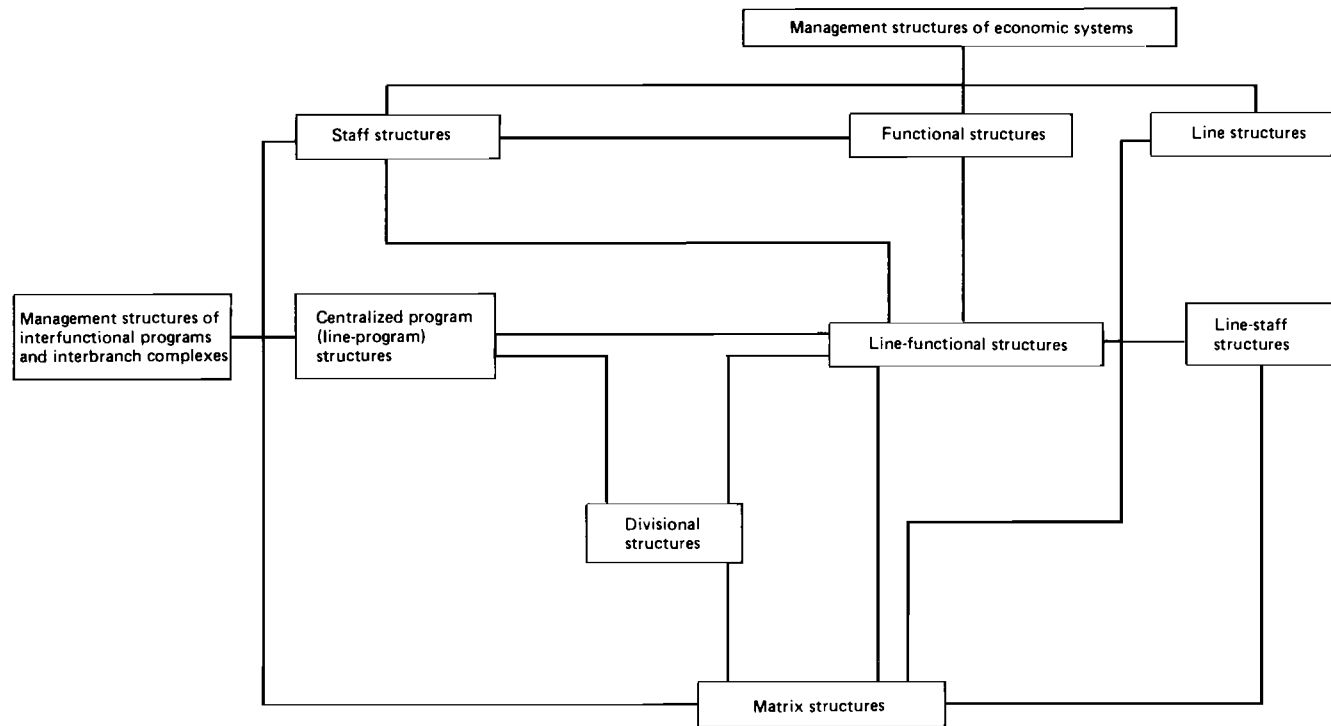 Management structures of economic systems
Staff structures
Functional structures
Line structures
Management structures of
interfunctional programs
and interbranch complexes
Centralized program
(line-program)
structures
Line-functional structures
Line-staff
structures
Divisional
structures
Matrix structures